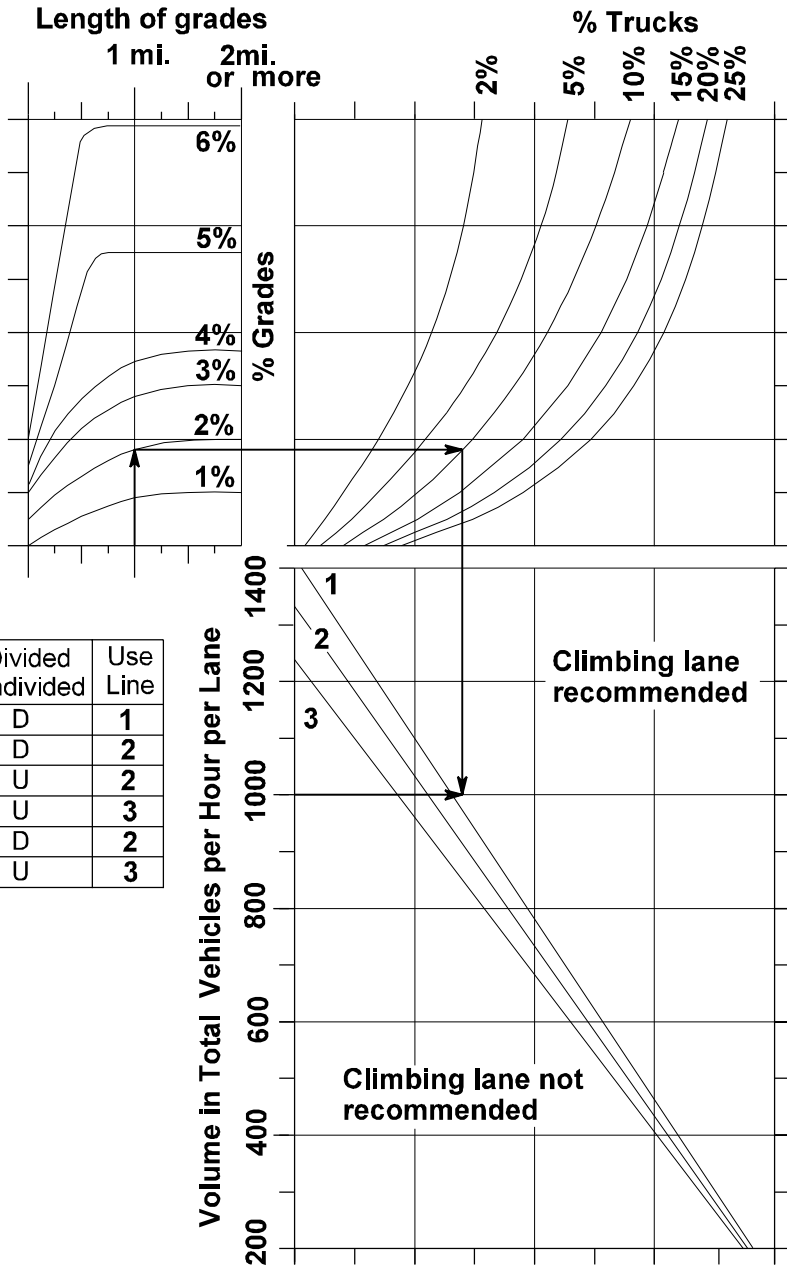 Length of grades
1 mi. 2mi.
or more
% Trucks
2% 5% 10% 15% 20% 25%
6%
5%
4%
3%
2%
1%
% Grades
Divided
ndivided
Use
Line
D 1
D 2
U 2
U 3
D 2
U 3
Volume in Total Vehicles per Hour per Lane
1400
1200
1000
800
600
400
200
1
2
3
Climbing lane
recommended
Climbing lane not
recommended